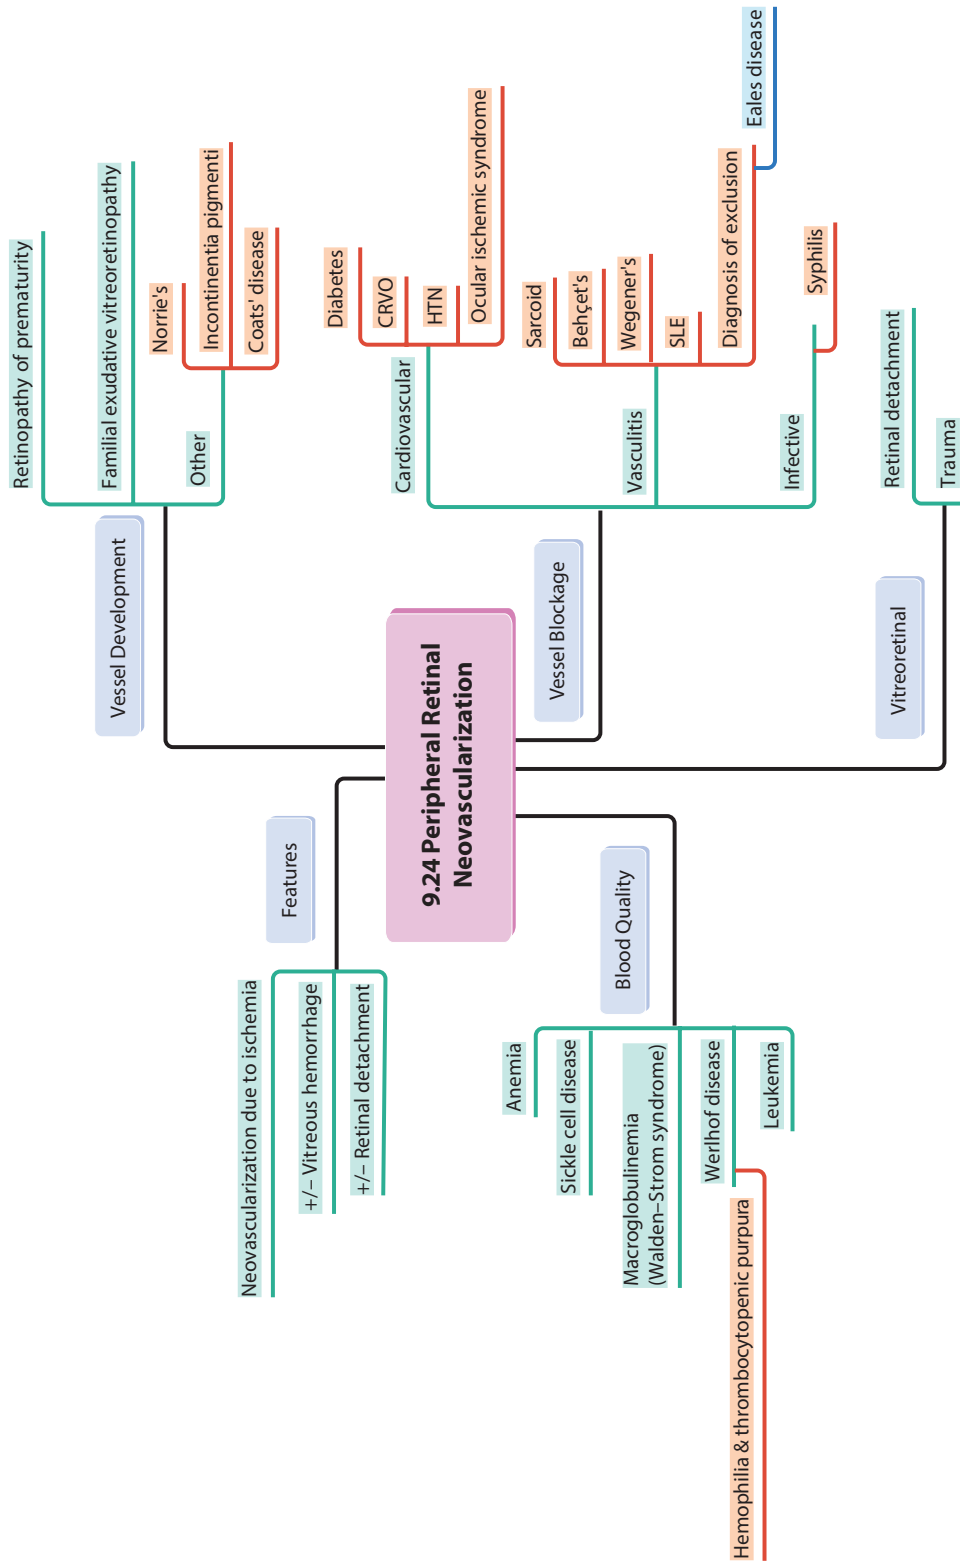 9.24 Peripheral Retinal
Neovascularization
Features
Neovascularization due to ischemia
+/− Vitreous hemorrhage
+/− Retinal detachment
Blood Quality
Anemia
Sickle cell disease
Macroglobulinemia
(Walden–Strom syndrome)
Werlhof disease
Hemophilia & thrombocytopenic purpura
Leukemia
Vessel Development
Retinopathy of prematurity
Familial exudative vitreoretinopathy
Other
Norrie's
Incontinentia pigmenti
Coats' disease
Vessel Blockage
Cardiovascular
Diabetes
CRVO
HTN
Ocular ischemic syndrome
Vasculitis
Sarcoid
Behçet's
Wegener's
SLE
Diagnosis of exclusion
Eales disease
Infective
Syphilis
Vitreoretinal
Retinal detachment
Trauma